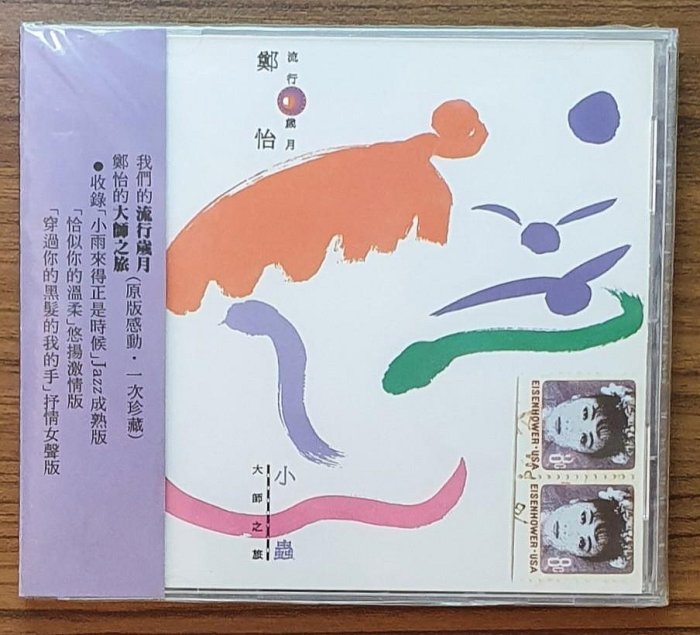 我們的流行歲月（原版感動・一次珍藏）
鄭怡的大師之旅
●收錄「小雨來得正是時候」Jazz成熟版
「恰似你的溫柔」悠揚激情版
「穿過你的黑髮的我的手」抒情女聲版
流行歲月
鄭怡
小蟲
大師之旅
EISENHOWER·USA
8c
EISENHOWER·USA
8c